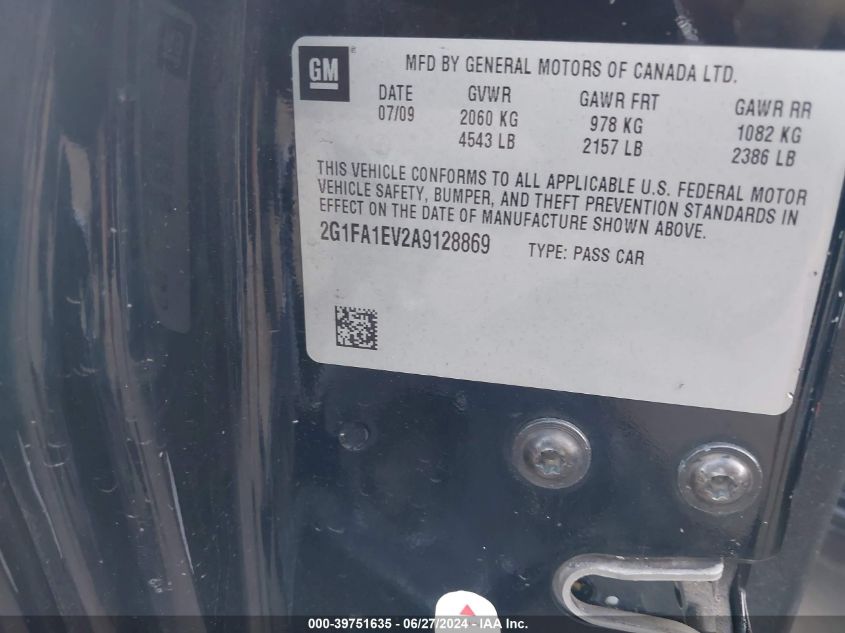 GM
MFD BY GENERAL MOTORS OF CANADA LTD.
DATE GVWR GAWR FRT GAWR RR
07/09 2060 KG 978 KG 1082 KG
4543 LB 2157 LB 2386 LB
THIS VEHICLE CONFORMS TO ALL APPLICABLE U.S. FEDERAL MOTOR
VEHICLE SAFETY, BUMPER, AND THEFT PREVENTION STANDARDS IN
EFFECT ON THE DATE OF MANUFACTURE SHOWN ABOVE.
2G1FA1EV2A9128869 TYPE: PASS CAR
000-39751635 - 06/27/2024 - IAA Inc.